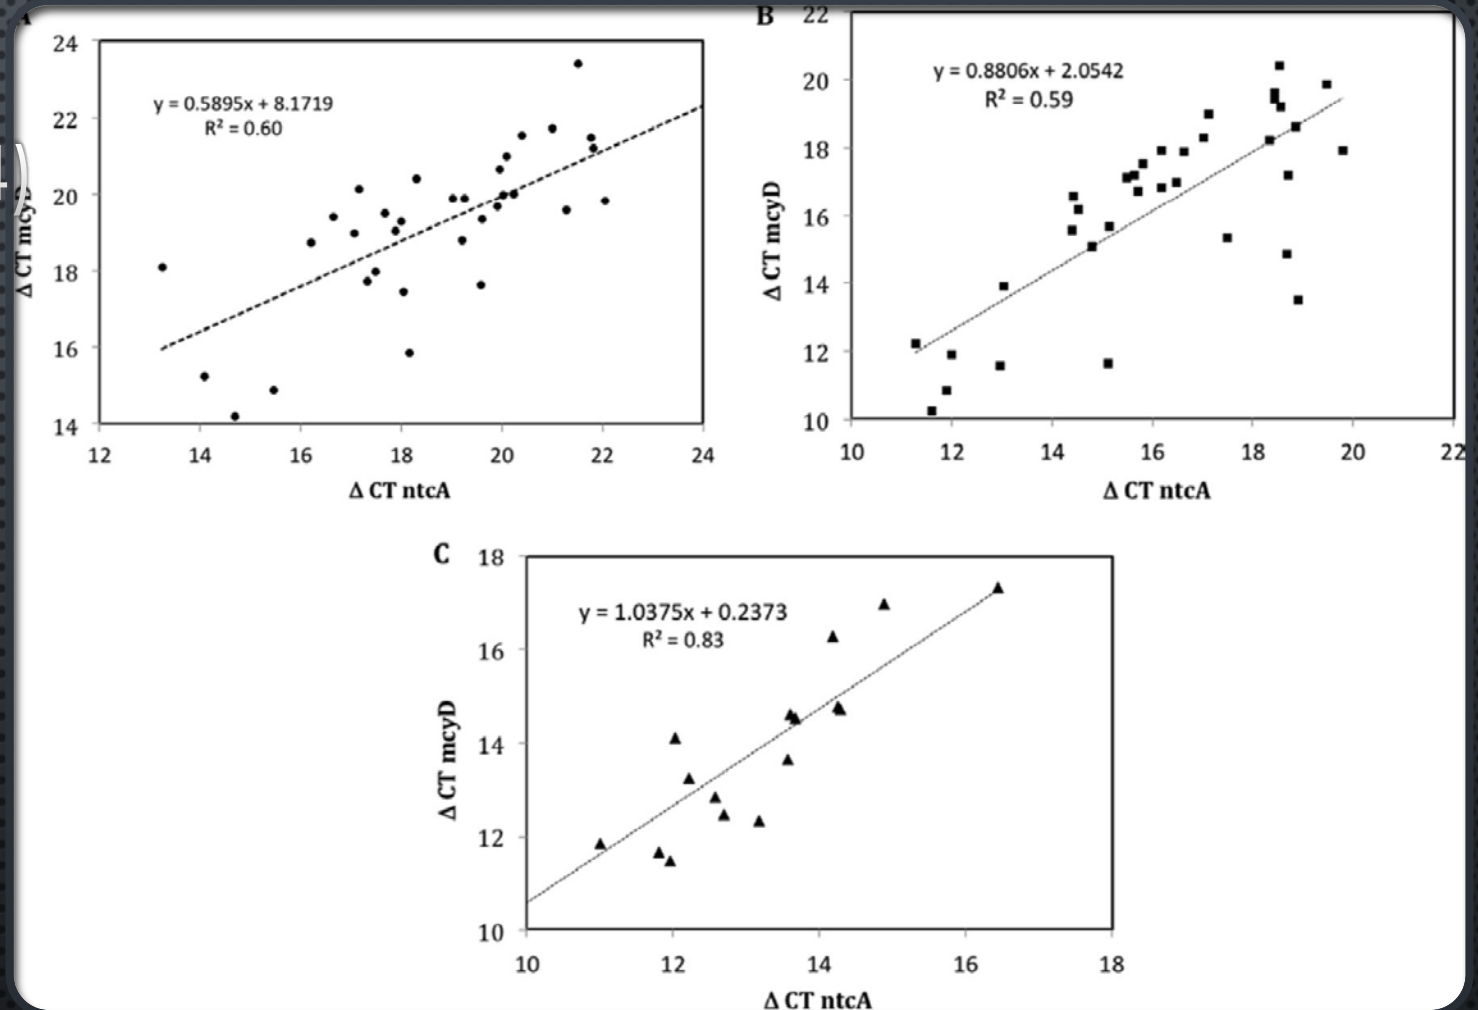 A
24
22
20
18
16
14
Δ CT mcyD
y = 0.5895x + 8.1719
R² = 0.60
12 14 16 18 20 22 24
Δ CT ntcA
B
22
20
18
16
14
12
10
Δ CT mcyD
y = 0.8806x + 2.0542
R² = 0.59
10 12 14 16 18 20 22
Δ CT ntcA
C
18
16
14
12
10
Δ CT mcyD
y = 1.0375x + 0.2373
R² = 0.83
10 12 14 16 18
Δ CT ntcA